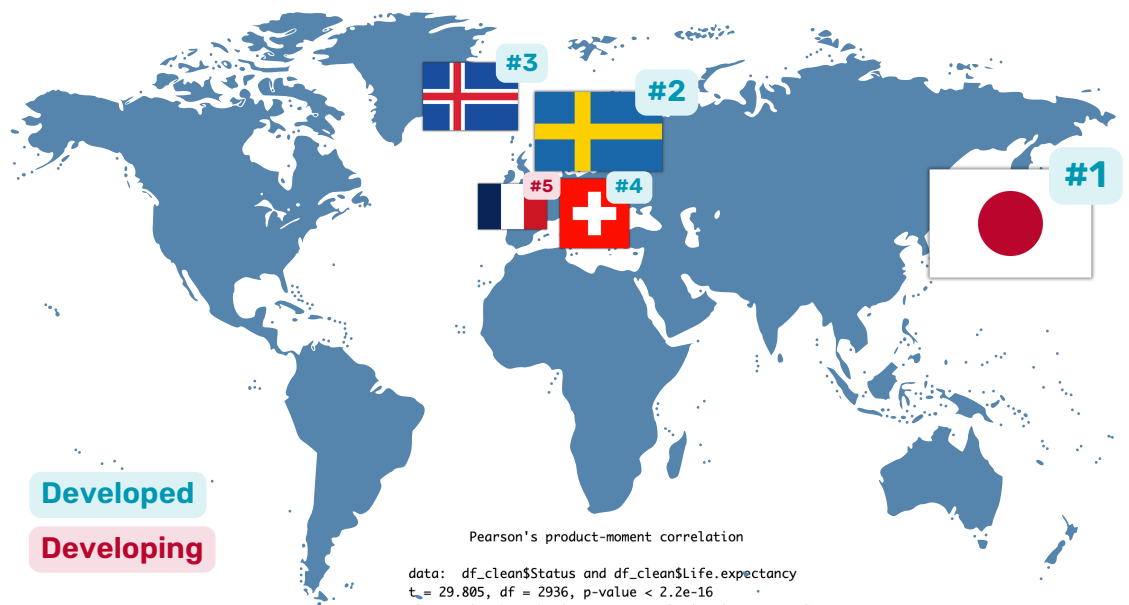 #3
#2
#1
#5
#4
Developed
Developing
Pearson's product-moment correlation
data:  df_clean$Status and df_clean$Life.expectancy
t = 29.805, df = 2936, p-value < 2.2e-16